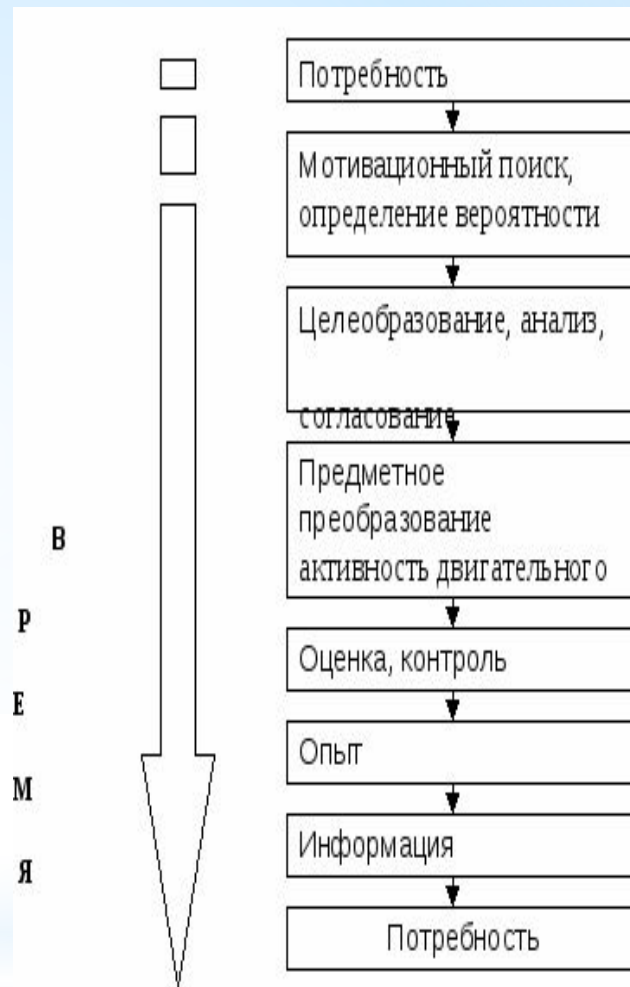 Потребность
Мотивационный поиск,
определение вероятности
Целеобразование, анализ,
согласование
Предметное
преобразование
активность двигательного
Оценка, контроль
Опыт
Информация
Потребность
В
Р
Е
М
Я